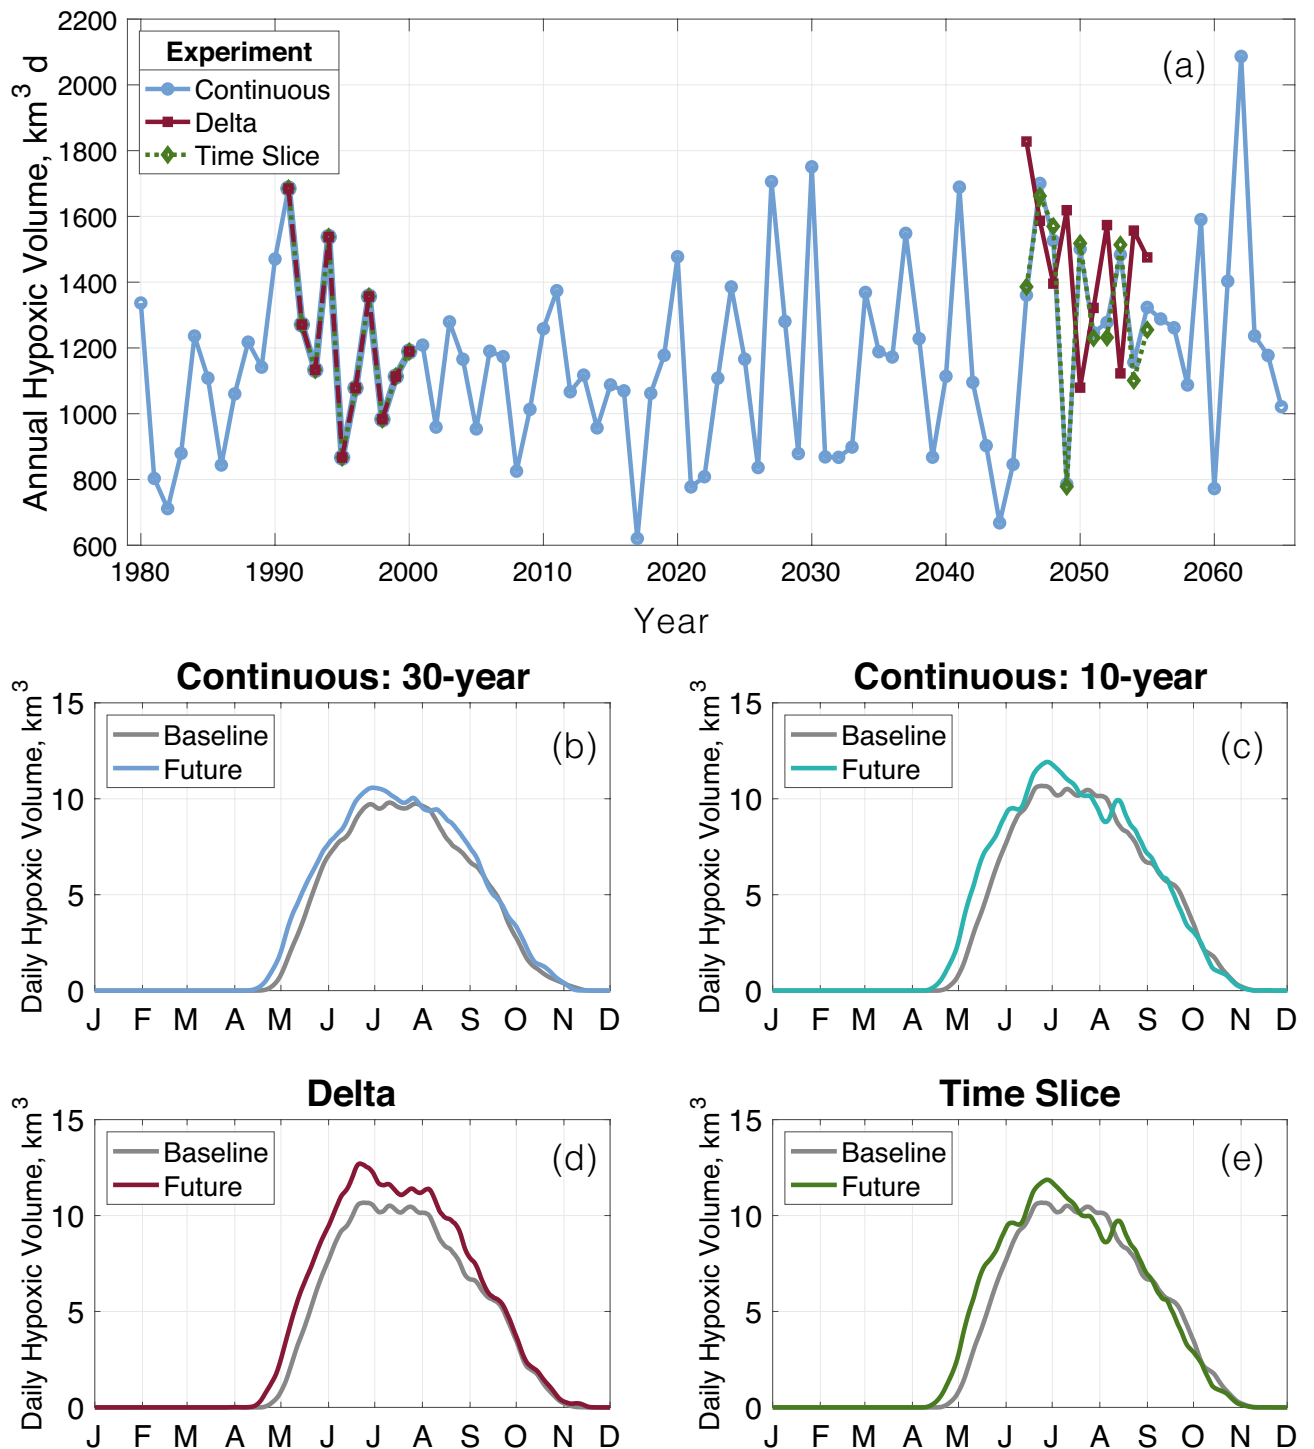 2200
2000
1800
1600
1400
1200
1000
800
600
Annual Hypoxic Volume, km³ d
Experiment
Continuous
Delta
Time Slice
(a)
1980 1990 2000 2010 2020 2030 2040 2050 2060
Year
Continuous: 30-year
Daily Hypoxic Volume, km³
15
10
5
0
Baseline
Future
(b)
J F M A M J J A S O N D
Continuous: 10-year
Daily Hypoxic Volume, km³
15
10
5
0
Baseline
Future
(c)
J F M A M J J A S O N D
Delta
Daily Hypoxic Volume, km³
15
10
5
0
Baseline
Future
(d)
J F M A M J J A S O N D
Time Slice
Daily Hypoxic Volume, km³
15
10
5
0
Baseline
Future
(e)
J F M A M J J A S O N D